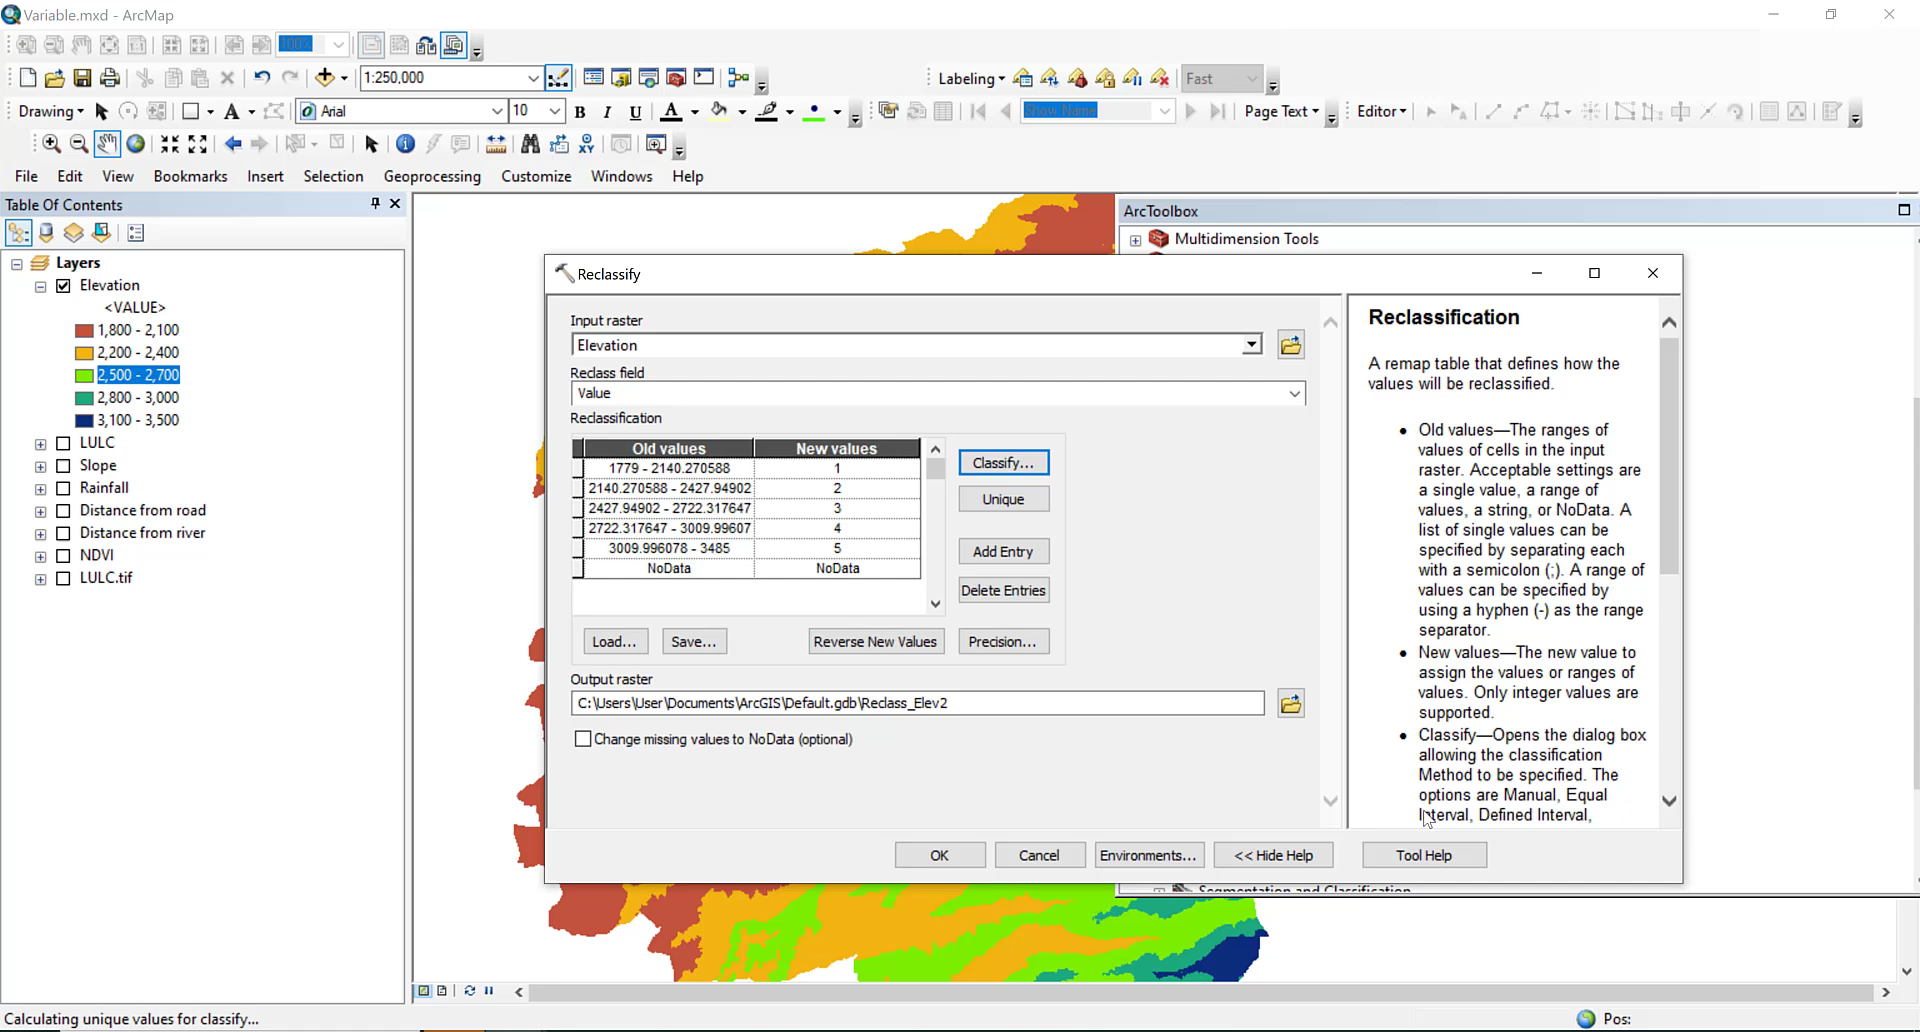 Variable.mxd - ArcMap
100%
1:250,000
Labeling
Fast
Drawing
A
Arial
10
B I U
A
Show Name
Page Text
Editor
XY
File Edit View Bookmarks Insert Selection Geoprocessing Customize Windows Help
Table Of Contents
Layers
Elevation
<VALUE>
1,800 - 2,100
2,200 - 2,400
2,500 - 2,700
2,800 - 3,000
3,100 - 3,500
LULC
Slope
Rainfall
Distance from road
Distance from river
NDVI
LULC.tif
ArcToolbox
Multidimension Tools
Reclassify
Input raster
Elevation
Reclass field
Value
Reclassification
Old values New values
1779 - 2140.270588 1
2140.270588 - 2427.94902 2
2427.94902 - 2722.317647 3
2722.317647 - 3009.99607 4
3009.996078 - 3485 5
NoData NoData
Classify...
Unique
Add Entry
Delete Entries
Load...
Save...
Reverse New Values
Precision...
Output raster
C:\Users\User\Documents\ArcGIS\Default.gdb\Reclass_Elev2
Change missing values to NoData (optional)
OK
Cancel
Environments...
<< Hide Help
Tool Help
Reclassification
A remap table that defines how the
values will be reclassified.
• Old values—The ranges of
values of cells in the input
raster. Acceptable settings are
a single value, a range of
values, a string, or NoData. A
list of single values can be
specified by separating each
with a semicolon (;). A range of
values can be specified by
using a hyphen (-) as the range
separator.
• New values—The new value to
assign the values or ranges of
values. Only integer values are
supported.
• Classify—Opens the dialog box
allowing the classification
Method to be specified. The
options are Manual, Equal
Interval, Defined Interval,
Segmentation and Classification
Calculating unique values for classify...
Pos: